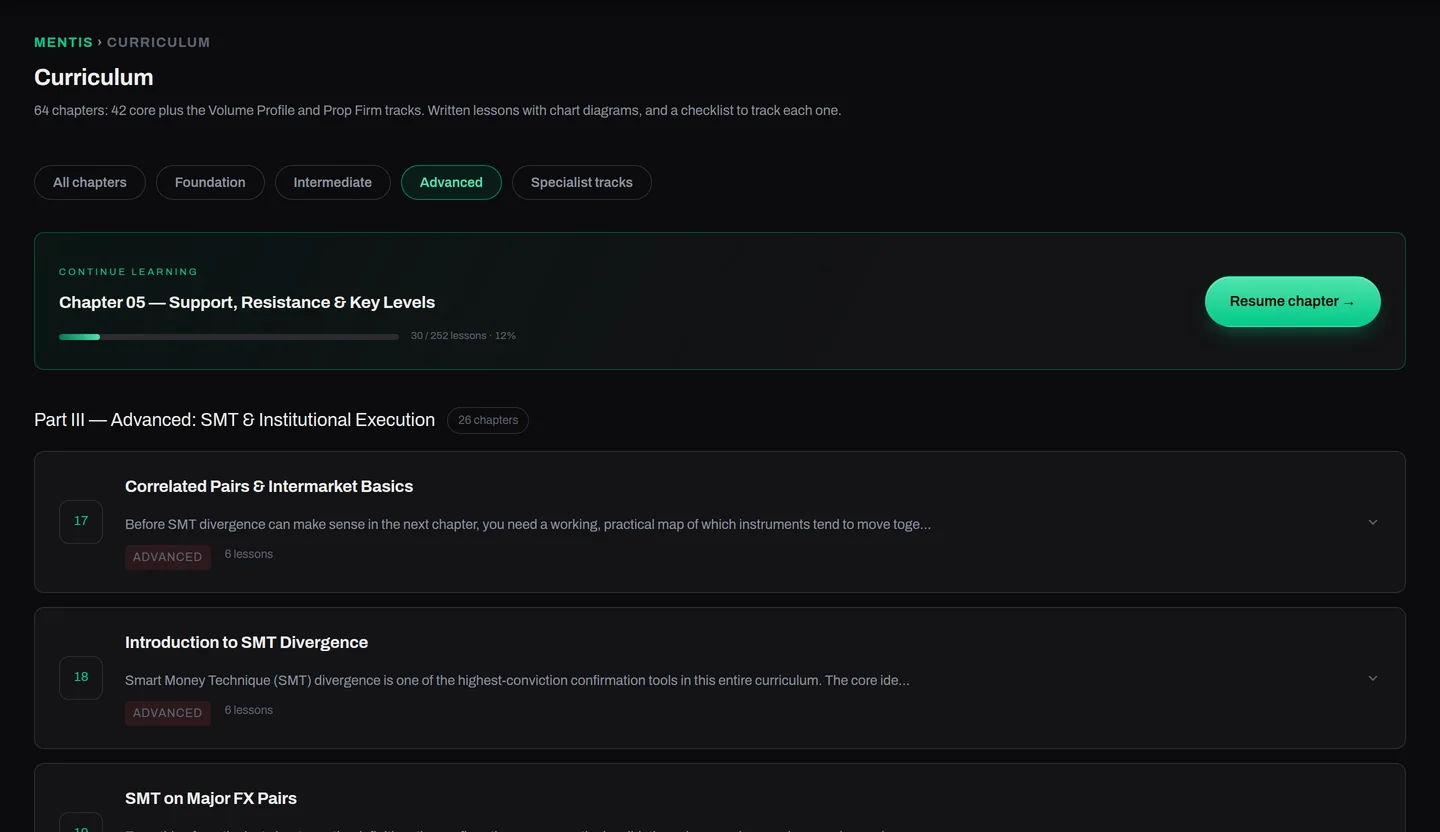 MENTIS › CURRICULUM
Curriculum
64 chapters: 42 core plus the Volume Profile and Prop Firm tracks. Written lessons with chart diagrams, and a checklist to track each one.
All chapters
Foundation
Intermediate
Advanced
Specialist tracks
CONTINUE LEARNING
Chapter 05 — Support, Resistance & Key Levels
30 / 252 lessons · 12%
Resume chapter →
Part III — Advanced: SMT & Institutional Execution
26 chapters
17
Correlated Pairs & Intermarket Basics
Before SMT divergence can make sense in the next chapter, you need a working, practical map of which instruments tend to move toge...
ADVANCED
6 lessons
18
Introduction to SMT Divergence
Smart Money Technique (SMT) divergence is one of the highest-conviction confirmation tools in this entire curriculum. The core ide...
ADVANCED
6 lessons
SMT on Major FX Pairs